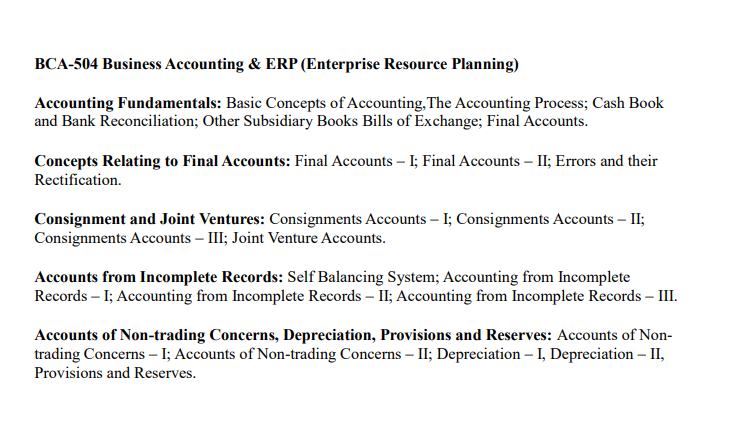 BCA-504 Business Accounting & ERP (Enterprise Resource Planning)
Accounting Fundamentals: Basic Concepts of Accounting,The Accounting Process; Cash Book
and Bank Reconciliation; Other Subsidiary Books Bills of Exchange; Final Accounts.
Concepts Relating to Final Accounts: Final Accounts – I; Final Accounts – II; Errors and their
Rectification.
Consignment and Joint Ventures: Consignments Accounts – I; Consignments Accounts – II;
Consignments Accounts – III; Joint Venture Accounts.
Accounts from Incomplete Records: Self Balancing System; Accounting from Incomplete
Records – I; Accounting from Incomplete Records – II; Accounting from Incomplete Records – III.
Accounts of Non-trading Concerns, Depreciation, Provisions and Reserves: Accounts of Non-
trading Concerns – I; Accounts of Non-trading Concerns – II; Depreciation – I, Depreciation – II,
Provisions and Reserves.